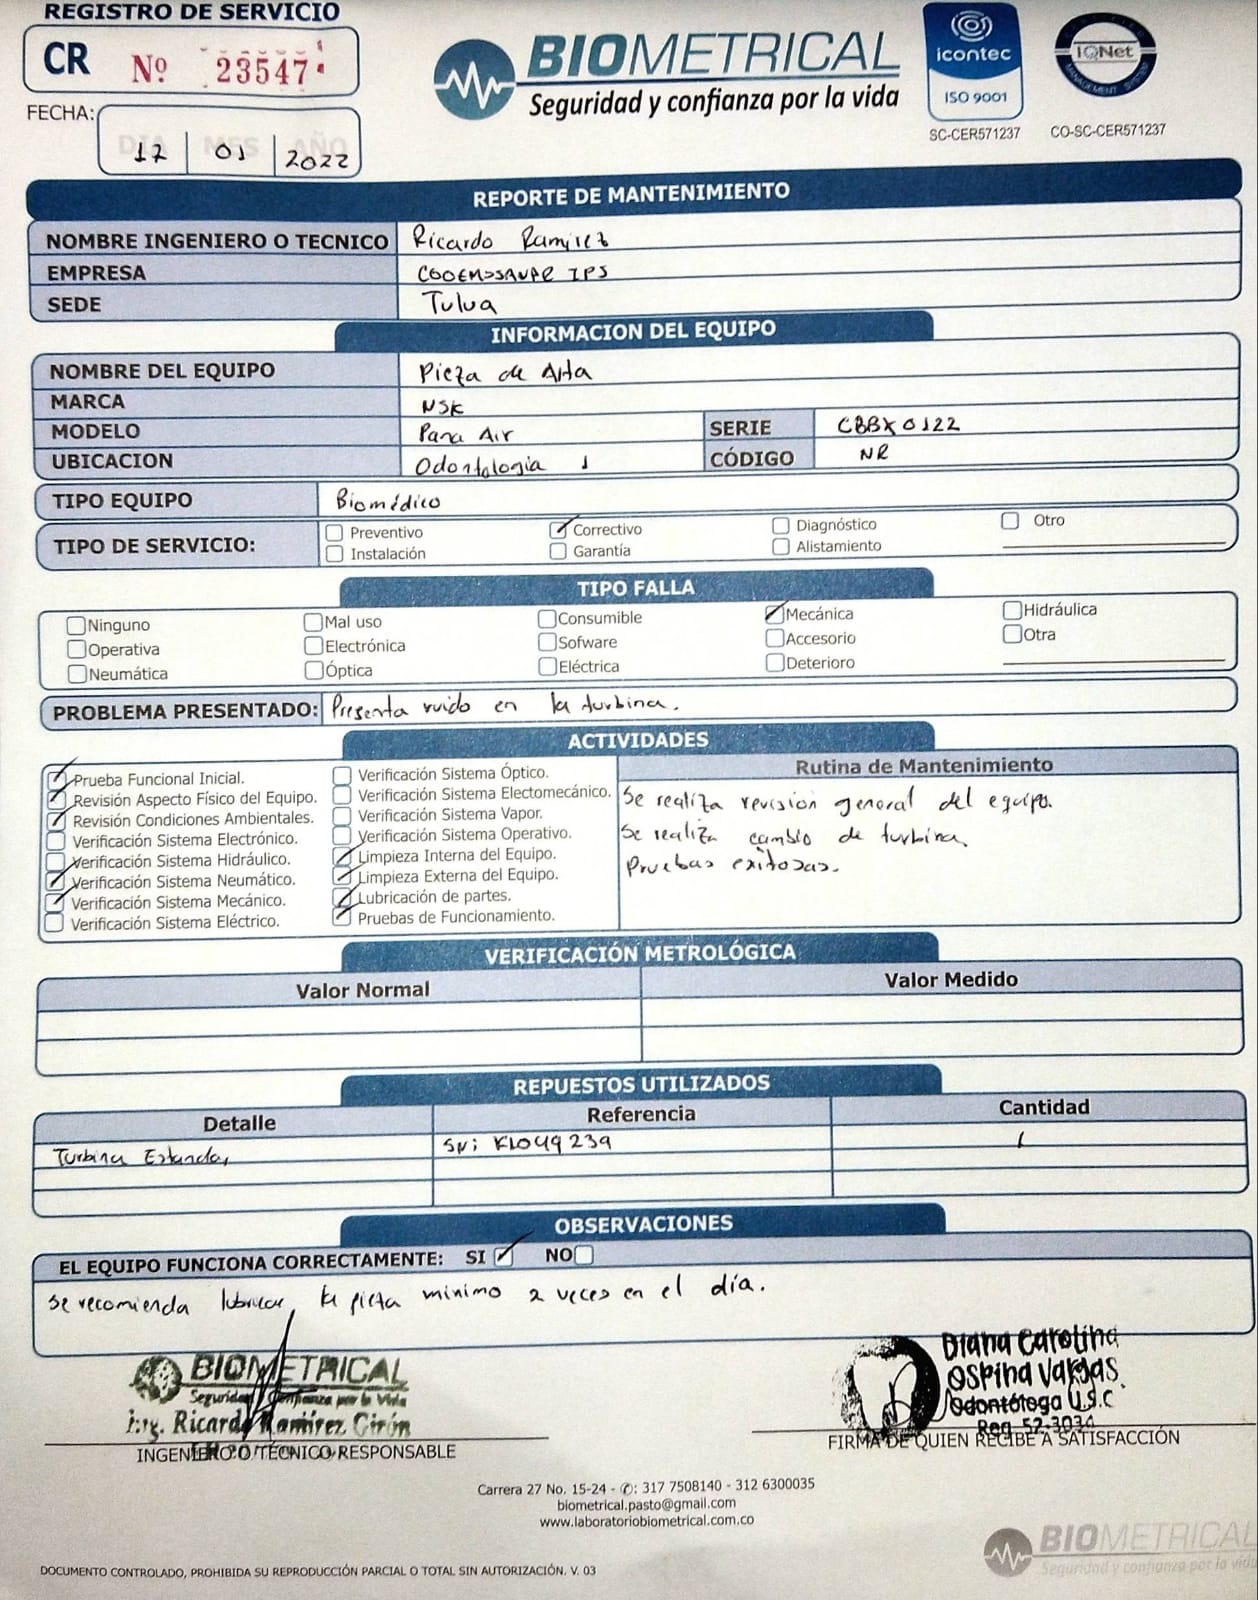 REGISTRO DE SERVICIO
CR Nº 23547
FECHA:
DIA MES AÑO
12 01 2022
BIOMETRICAL
Seguridad y confianza por la vida
icontec
ISO 9001
SC-CER571237
IQNet
MANAGEMENT SYSTEM
CO-SC-CER571237
REPORTE DE MANTENIMIENTO
NOMBRE INGENIERO O TECNICO Ricardo Ramirez
EMPRESA IPS
SEDE Tulua
INFORMACION DEL EQUIPO
NOMBRE DEL EQUIPO Pieza de Alta
MARCA NSK
MODELO Pana Air SERIE CBBX0122
UBICACION Odontologia 1 CÓDIGO NR
TIPO EQUIPO Biomédico
TIPO DE SERVICIO:
Preventivo Correctivo Diagnóstico Otro
Instalación Garantía Alistamiento
TIPO FALLA
Ninguno Mal uso Consumible Mecánica Hidráulica
Operativa Electrónica Sofware Accesorio Otra
Neumática Óptica Eléctrica Deterioro
PROBLEMA PRESENTADO: Presenta ruido en la turbina.
ACTIVIDADES
Prueba Funcional Inicial.
Revisión Aspecto Físico del Equipo.
Revisión Condiciones Ambientales.
Verificación Sistema Electrónico.
Verificación Sistema Hidráulico.
Verificación Sistema Neumático.
Verificación Sistema Mecánico.
Verificación Sistema Eléctrico.
Verificación Sistema Óptico.
Verificación Sistema Electomecánico.
Verificación Sistema Vapor.
Verificación Sistema Operativo.
Limpieza Interna del Equipo.
Limpieza Externa del Equipo.
Lubricación de partes.
Pruebas de Funcionamiento.
Rutina de Mantenimiento
Se realiza revisión general del equipo.
Se realiza cambio de turbina.
Pruebas exitosas.
VERIFICACIÓN METROLÓGICA
Valor Normal Valor Medido
REPUESTOS UTILIZADOS
Detalle Referencia Cantidad
Turbina Estandar SN: KL049239 1
OBSERVACIONES
EL EQUIPO FUNCIONA CORRECTAMENTE: SI NO
Se recomienda lubricar la pieza minimo 2 veces en el día.
BIOMETRICAL
Seguridad y Confianza por la Vida
Ing. Ricardo Ramírez Girón
INGENIERO O TÉCNICO RESPONSABLE
Diana Carolina
Ospina Vargas
Odontóloga U.S.C.
Reg 52-3034
FIRMA DE QUIEN RECIBE A SATISFACCIÓN
Carrera 27 No. 15-24 - ✆: 317 7508140 - 312 6300035
biometrical.pasto@gmail.com
www.laboratoriobiometrical.com.co
BIOMETRICAL
Seguridad y confianza por la vida
DOCUMENTO CONTROLADO, PROHIBIDA SU REPRODUCCIÓN PARCIAL O TOTAL SIN AUTORIZACIÓN. V. 03